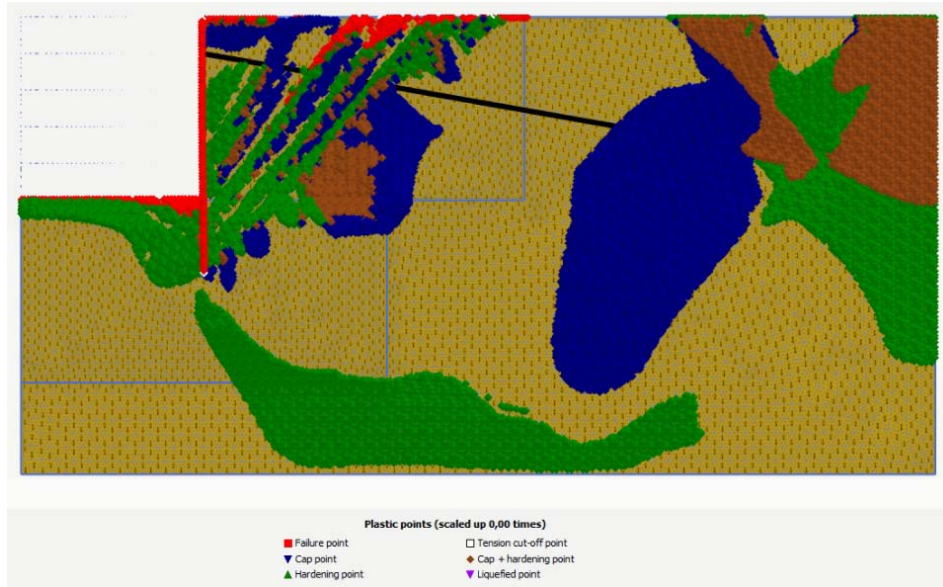 Plastic points (scaled up 0,00 times)
Failure point
Tension cut-off point
Cap point
Cap + hardening point
Hardening point
Liquefied point